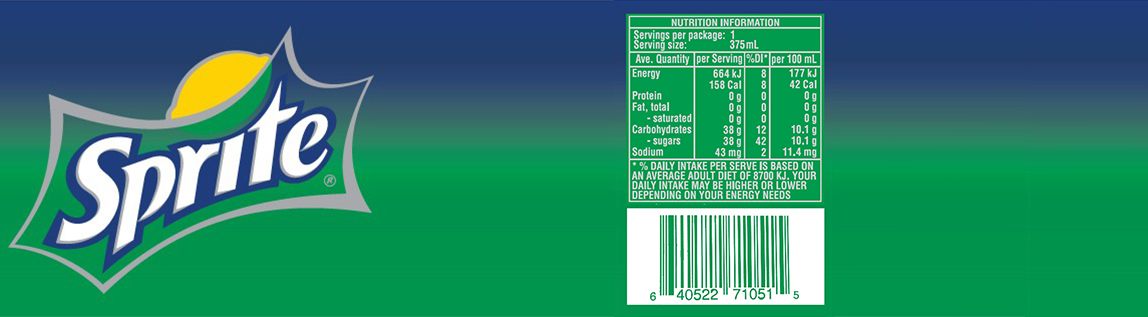 Sprite®
NUTRITION INFORMATION
Servings per package: 1
Serving size: 375mL
Ave. Quantity per Serving %DI* per 100 mL
Energy 664 kJ 8 177 kJ
158 Cal 8 42 Cal
Protein 0 g 0 0 g
Fat, total 0 g 0 0 g
- saturated 0 g 0 0 g
Carbohydrates 38 g 12 10.1 g
- sugars 38 g 42 10.1 g
Sodium 43 mg 2 11.4 mg
* % DAILY INTAKE PER SERVE IS BASED ON
AN AVERAGE ADULT DIET OF 8700 KJ. YOUR
DAILY INTAKE MAY BE HIGHER OR LOWER
DEPENDING ON YOUR ENERGY NEEDS
6 40522 71051 5